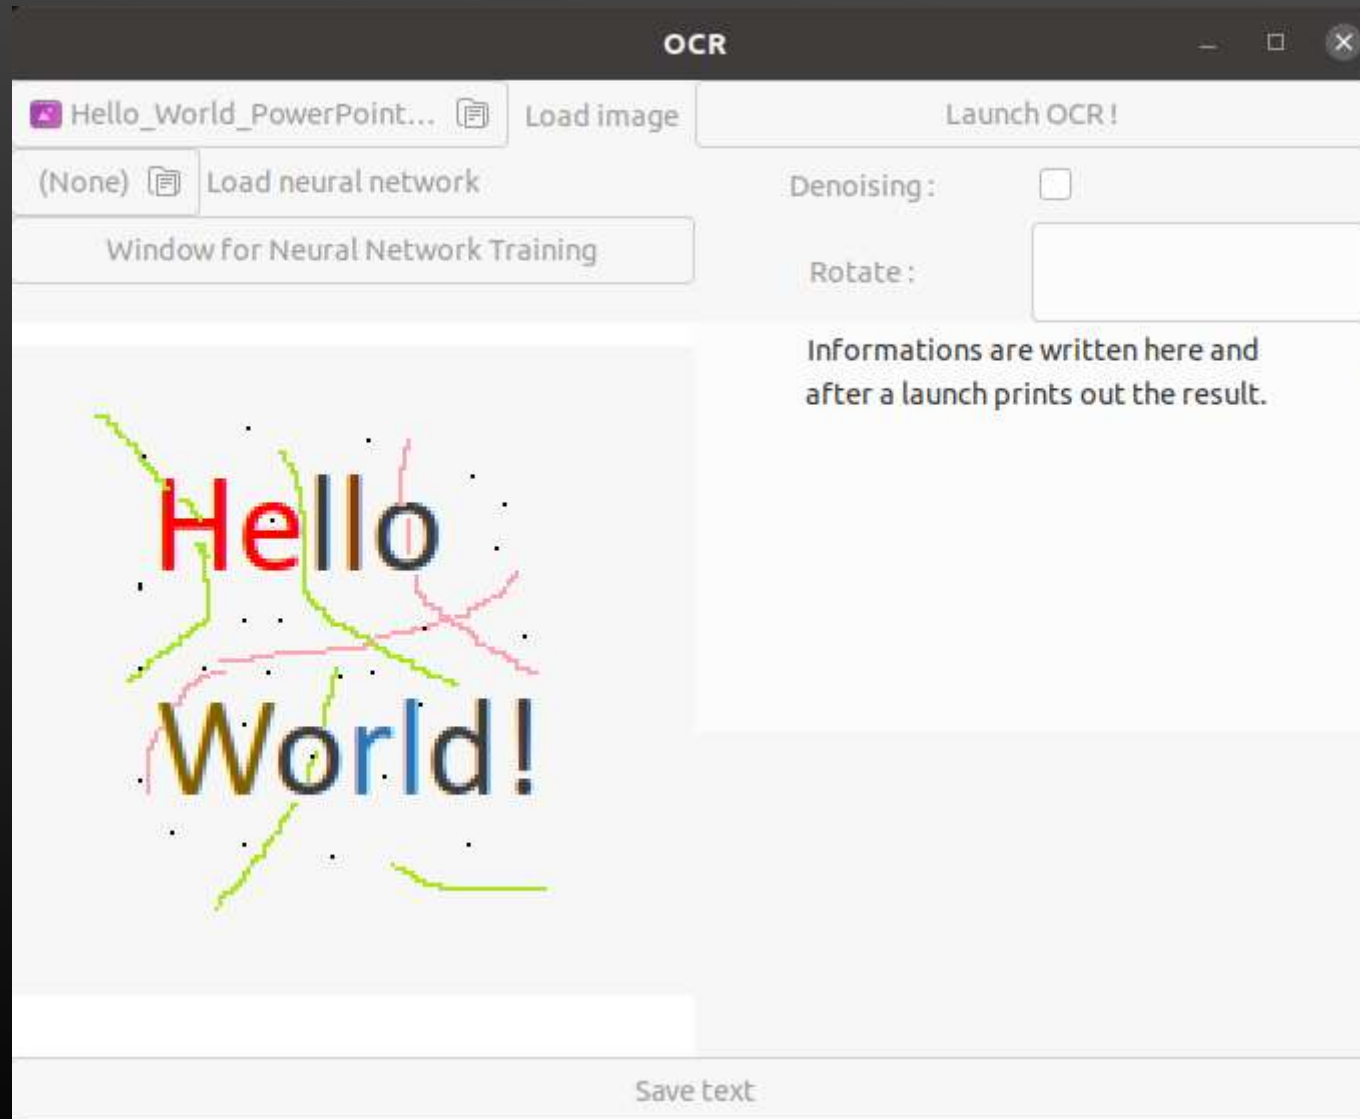 OCR
Hello_World_PowerPoint... Load image Launch OCR !
(None) Load neural network Denoising :
Window for Neural Network Training
Rotate :
Informations are written here and
after a launch prints out the result.
Hello
World!
Save text